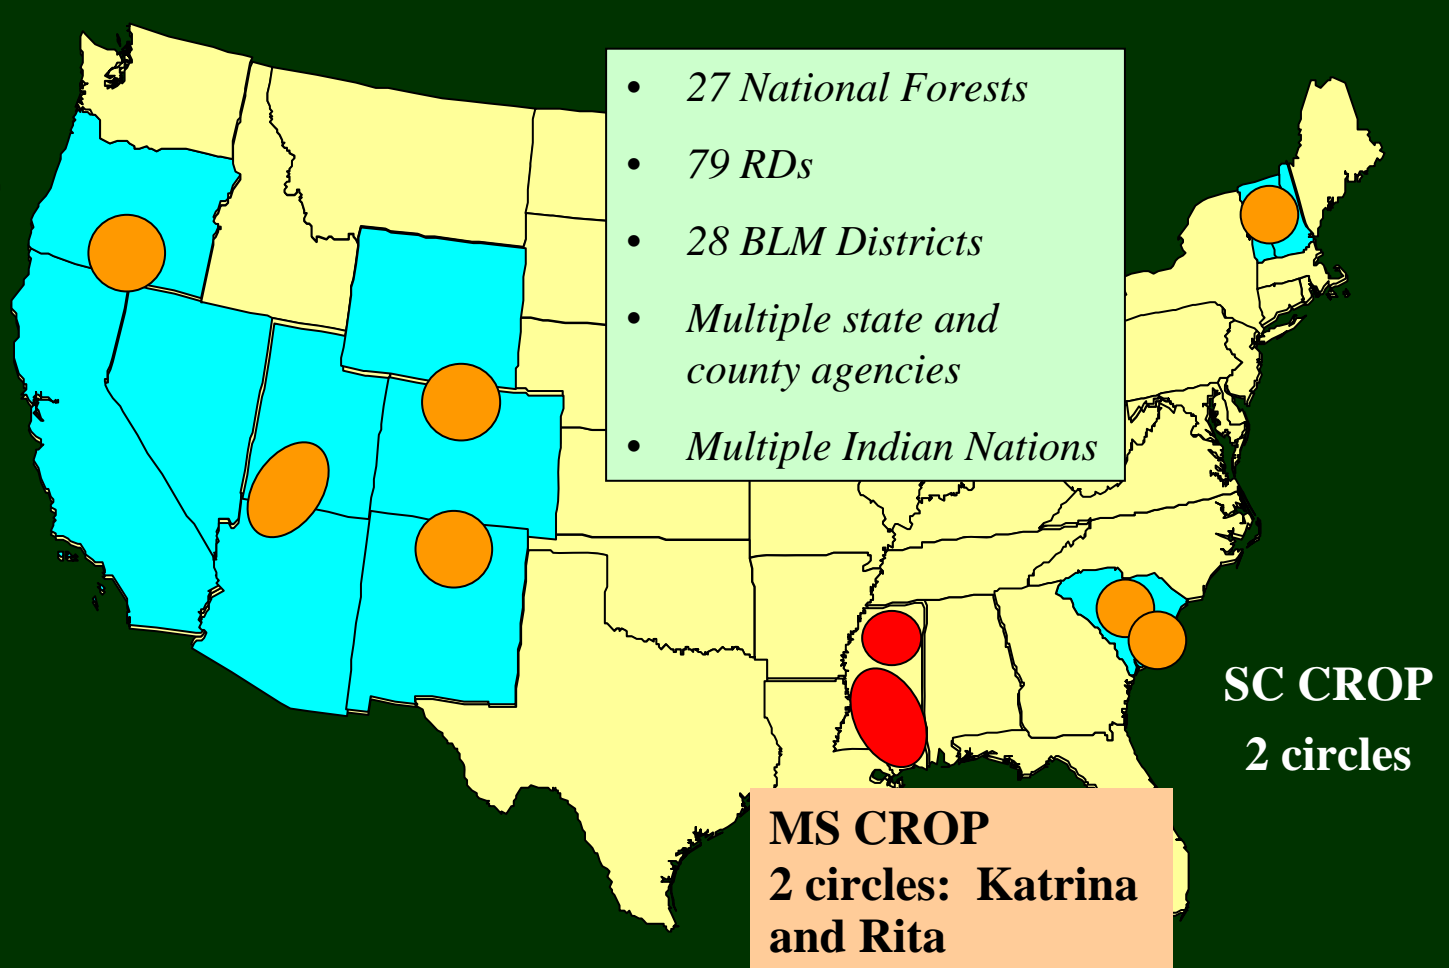 • 27 National Forests
• 79 RDs
• 28 BLM Districts
• Multiple state and
county agencies
• Multiple Indian Nations
SC CROP
2 circles
MS CROP
2 circles: Katrina
and Rita